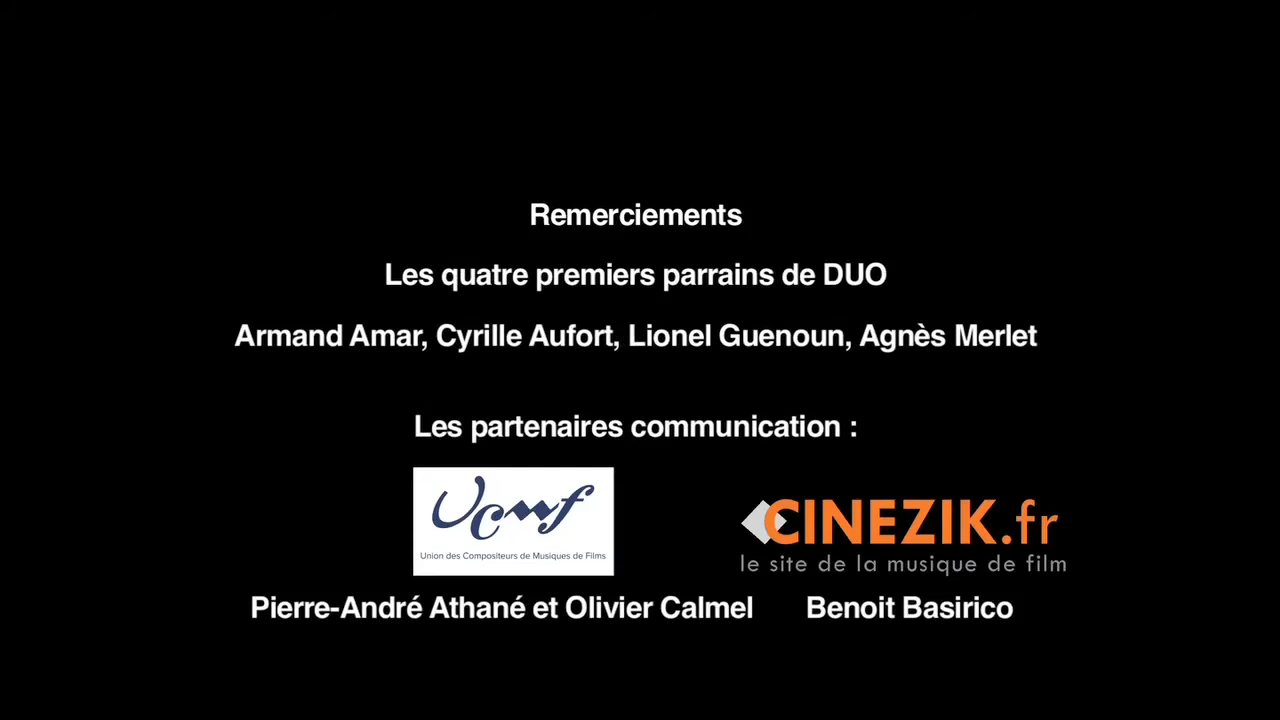 Remerciements
Les quatre premiers parrains de DUO
Armand Amar, Cyrille Aufort, Lionel Guenoun, Agnès Merlet
Les partenaires communication :
ucmf
Union des Compositeurs de Musiques de Films
CINEZIK.fr
le site de la musique de film
Pierre-André Athané et Olivier Calmel
Benoit Basirico